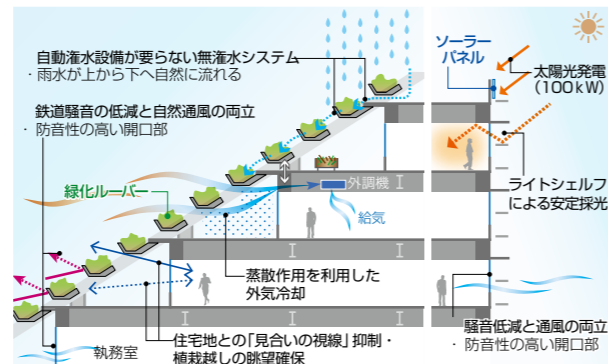 自動潅水設備が要らない無潅水システム
・雨水が上から下へ自然に流れる
鉄道騒音の低減と自然通風の両立
・防音性の高い開口部
緑化ルーバー
外調機
給気
蒸散作用を利用した
外気冷却
執務室
住宅地との「見合いの視線」抑制・
植栽越しの眺望確保
ソーラー
パネル
太陽光発電
(100kW)
ライトシェルフ
による安定採光
騒音低減と通風の両立
・防音性の高い開口部